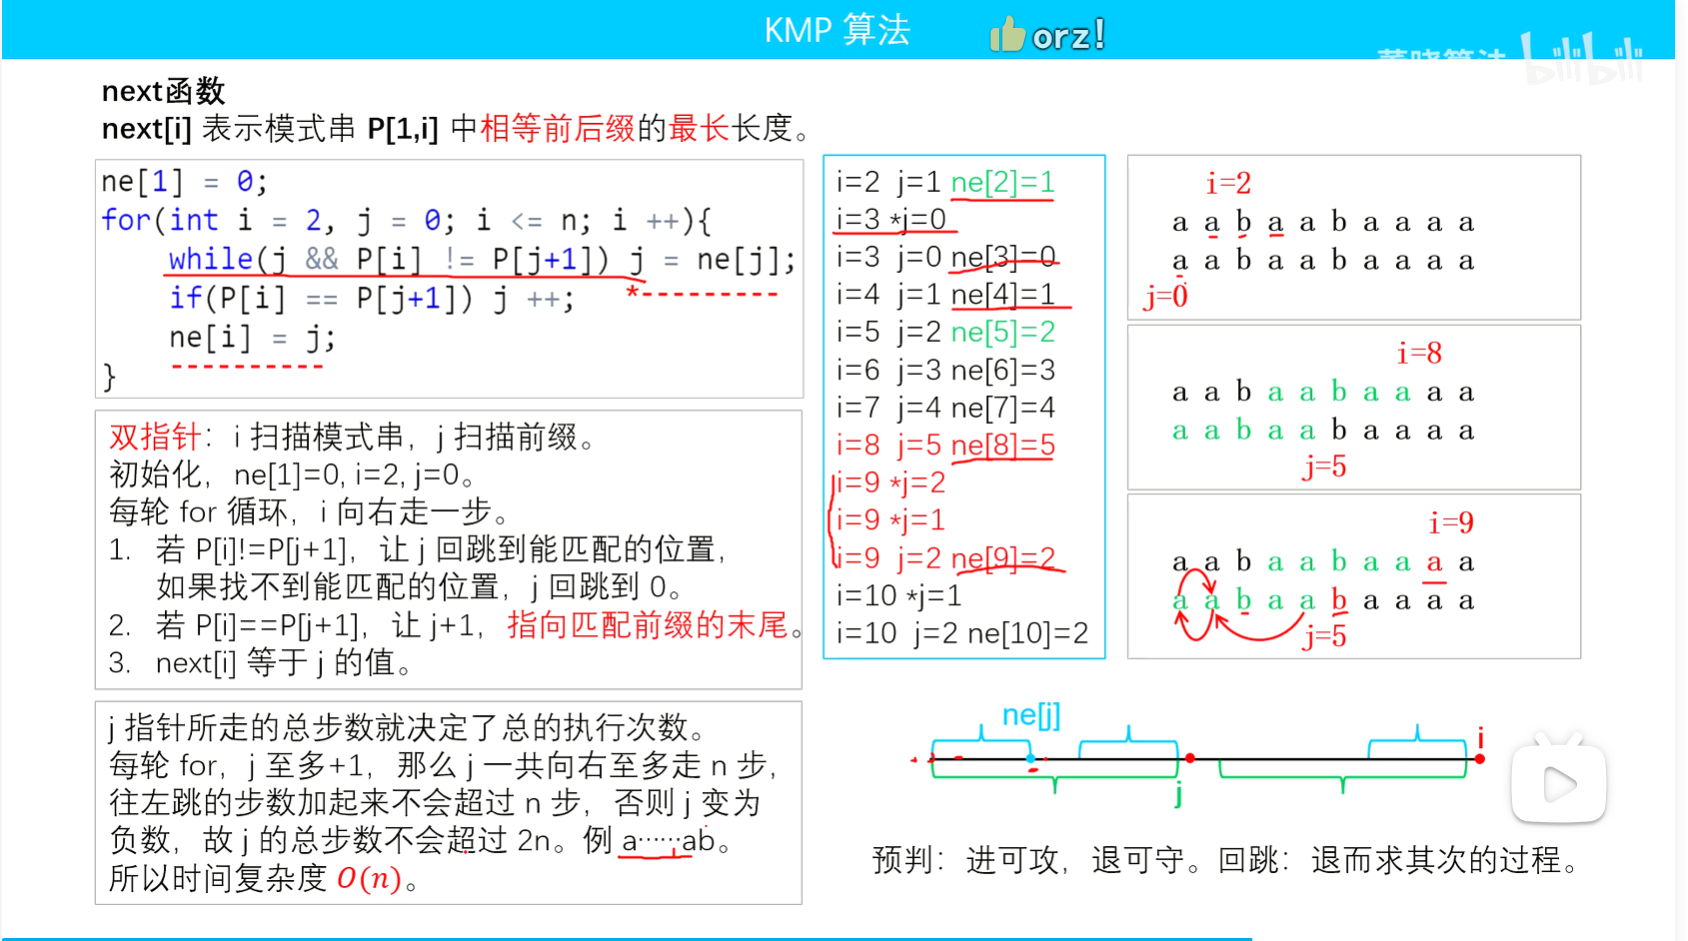 KMP 算法
orz!
bilibili
next函数
next[i] 表示模式串 P[1,i] 中相等前后缀的最长长度。
ne[1] = 0;
for(int i = 2, j = 0; i <= n; i ++){
while(j && P[i] != P[j+1]) j = ne[j];
if(P[i] == P[j+1]) j ++;
*----------
ne[i] = j;
}
双指针：i 扫描模式串，j 扫描前缀。
初始化，ne[1]=0, i=2, j=0。
每轮 for 循环，i 向右走一步。
1. 若 P[i]!=P[j+1]，让 j 回跳到能匹配的位置，
如果找不到能匹配的位置，j 回跳到 0。
2. 若 P[i]==P[j+1]，让 j+1，指向匹配前缀的末尾。
3. next[i] 等于 j 的值。
j 指针所走的总步数就决定了总的执行次数。
每轮 for，j 至多+1，那么 j 一共向右至多走 n 步，
往左跳的步数加起来不会超过 n 步，否则 j 变为
负数，故 j 的总步数不会超过 2n。例 a……ab。
所以时间复杂度 O(n)。
i=2 j=1 ne[2]=1
i=3 *j=0
i=3 j=0 ne[3]=0
i=4 j=1 ne[4]=1
i=5 j=2 ne[5]=2
i=6 j=3 ne[6]=3
i=7 j=4 ne[7]=4
i=8 j=5 ne[8]=5
i=9 *j=2
i=9 *j=1
i=9 j=2 ne[9]=2
i=10 *j=1
i=10 j=2 ne[10]=2
i=2
a a b a a b a a a a
a a b a a b a a a a
j=0
i=8
a a b a a b a a a a
a a b a a b a a a a
j=5
i=9
a a b a a b a a a a
a a b a a b a a a a
j=5
ne[j]
i
j
预判：进可攻，退可守。回跳：退而求其次的过程。